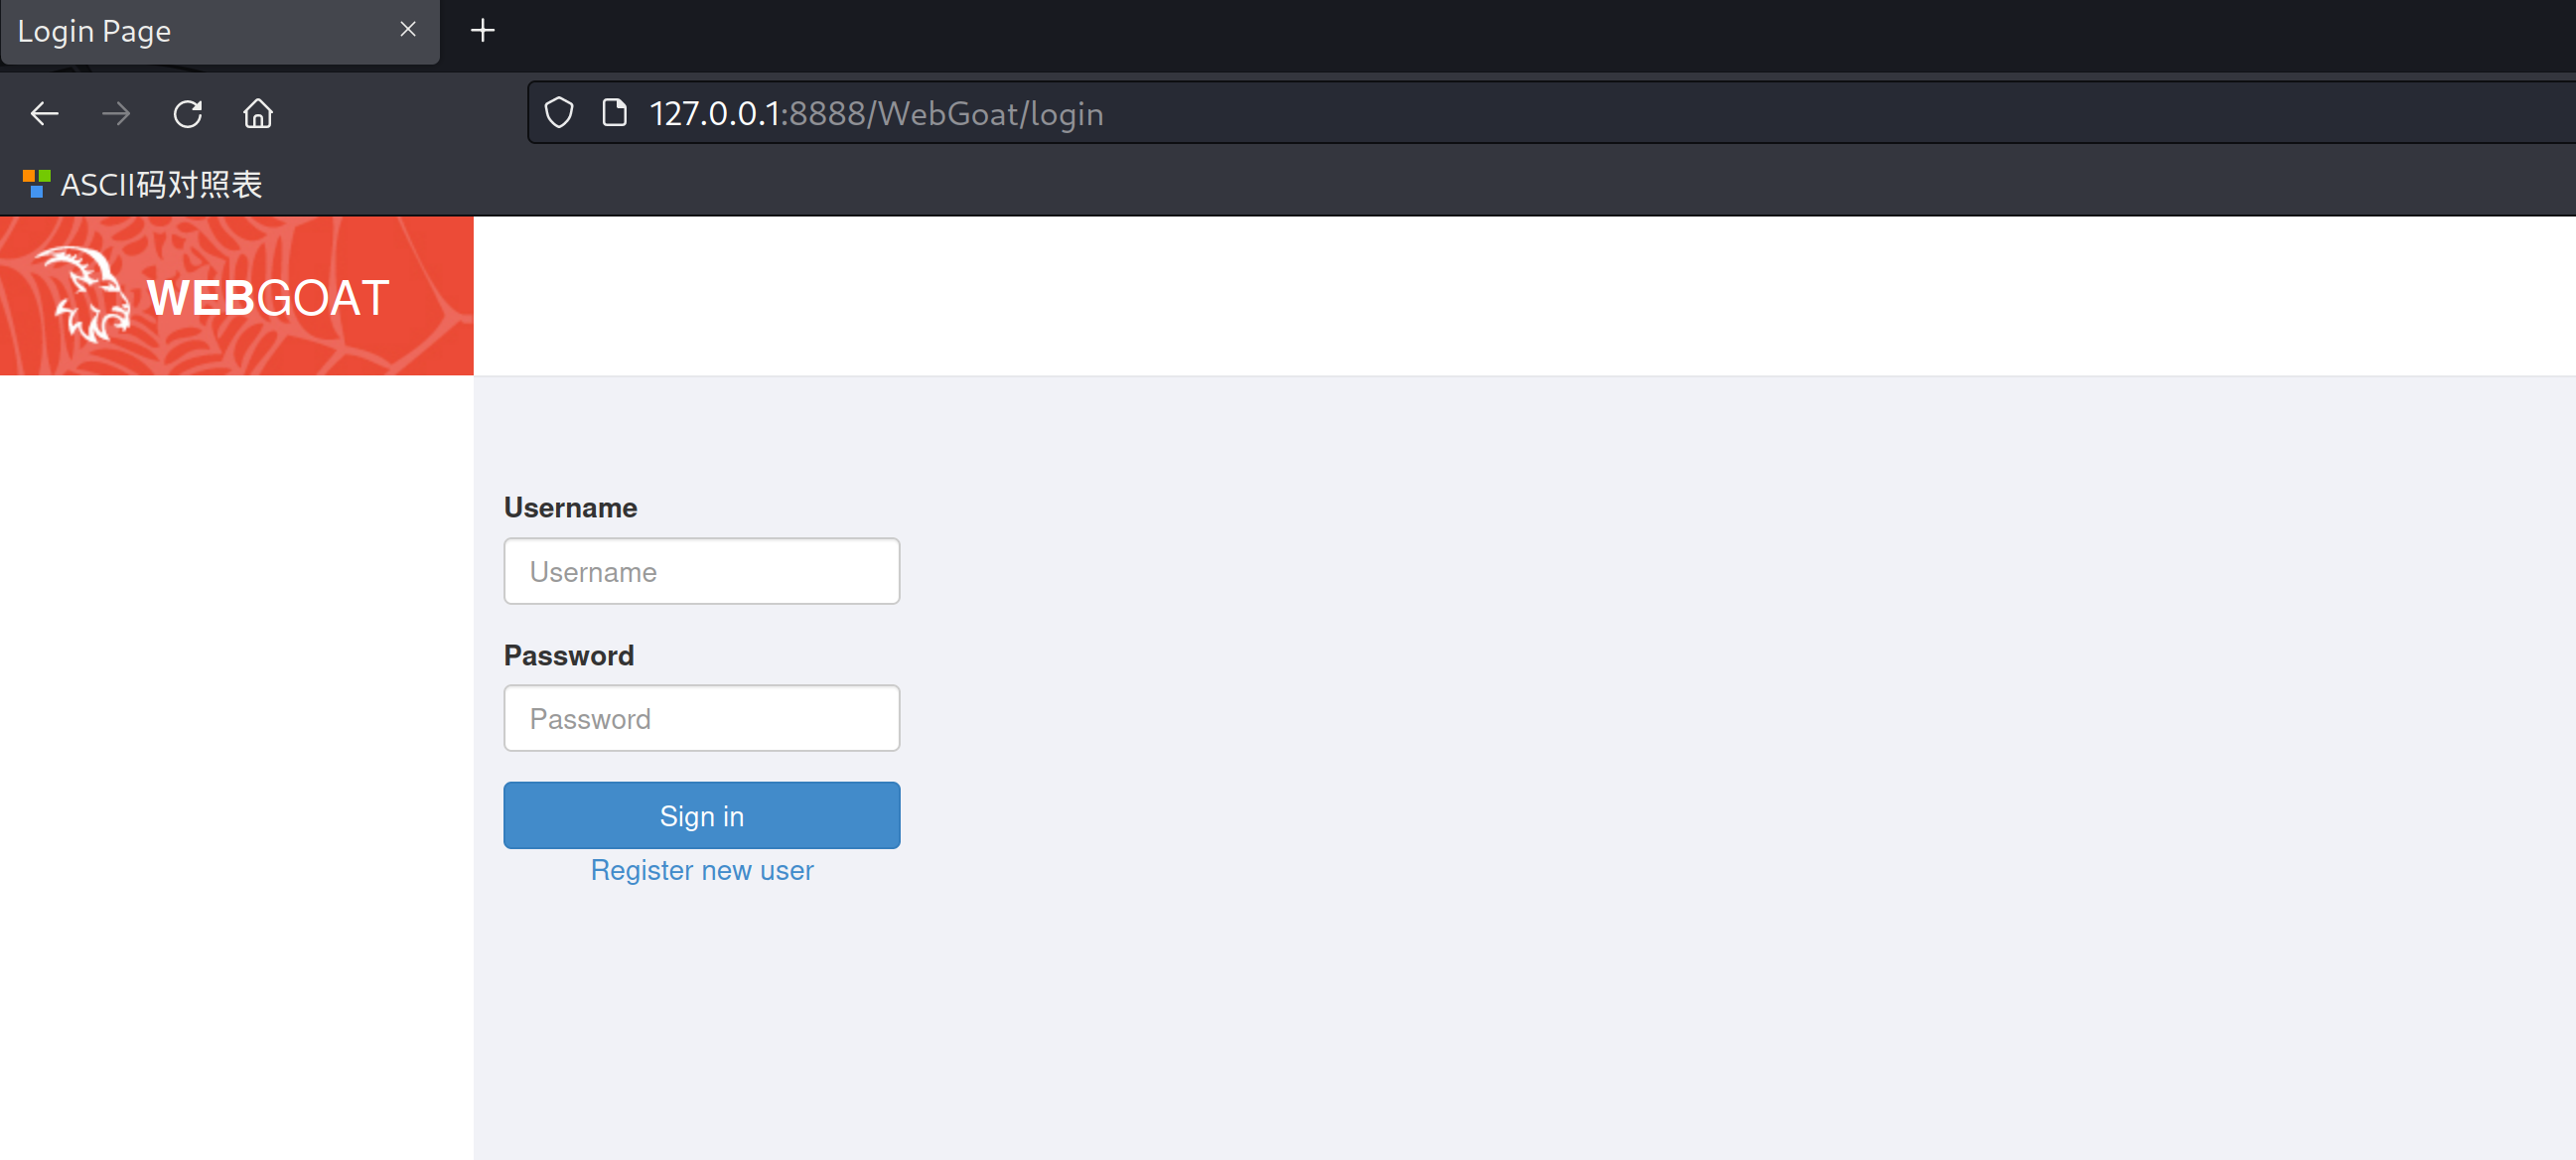 Login Page
127.0.0.1:8888/WebGoat/login
ASCII码对照表
WEBGOAT
Username
Username
Password
Password
Sign in
Register new user